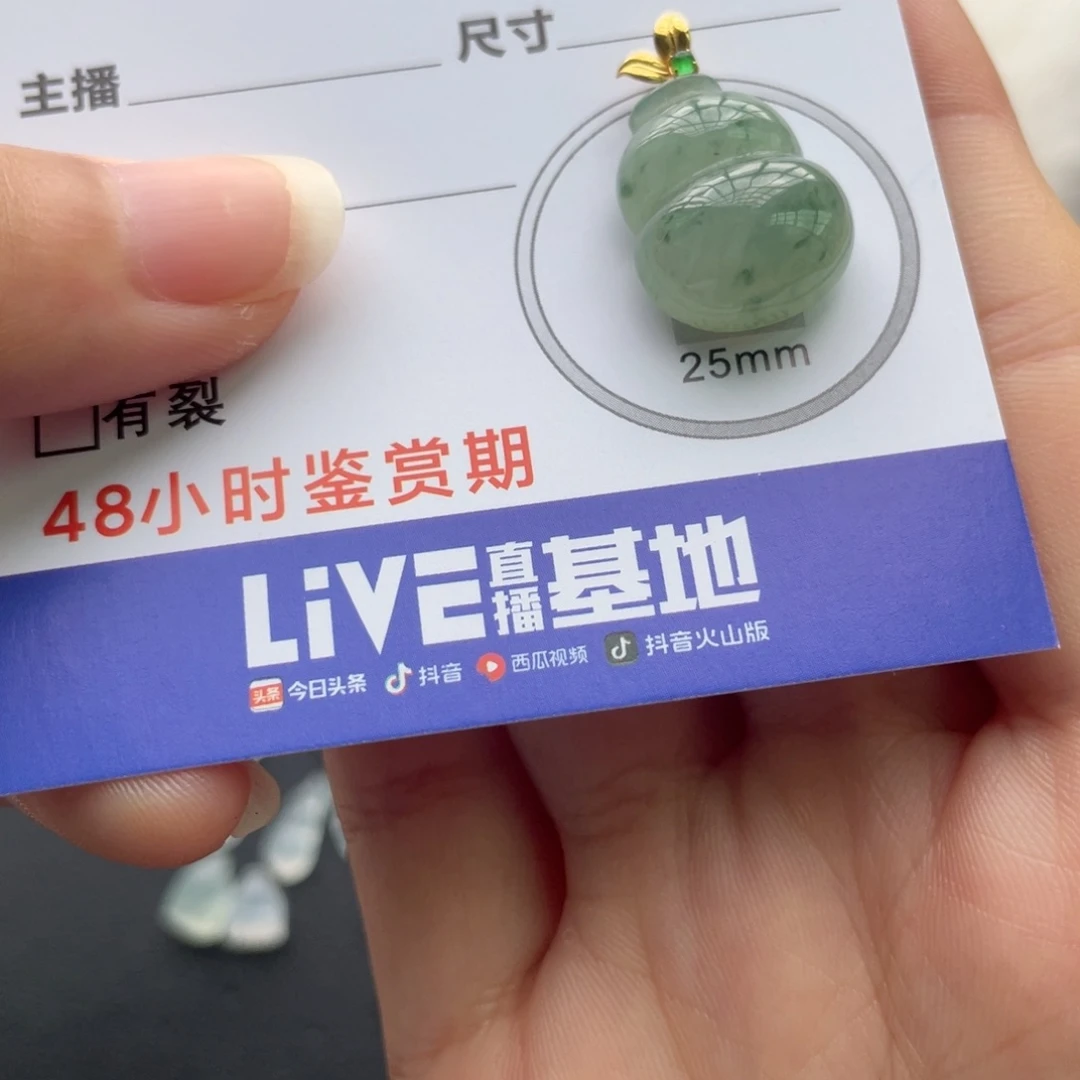 尺寸
主播
25mm
有裂
48小时鉴赏期
LiVE直播基地
头条 今日头条 抖音 西瓜视频 抖音火山版